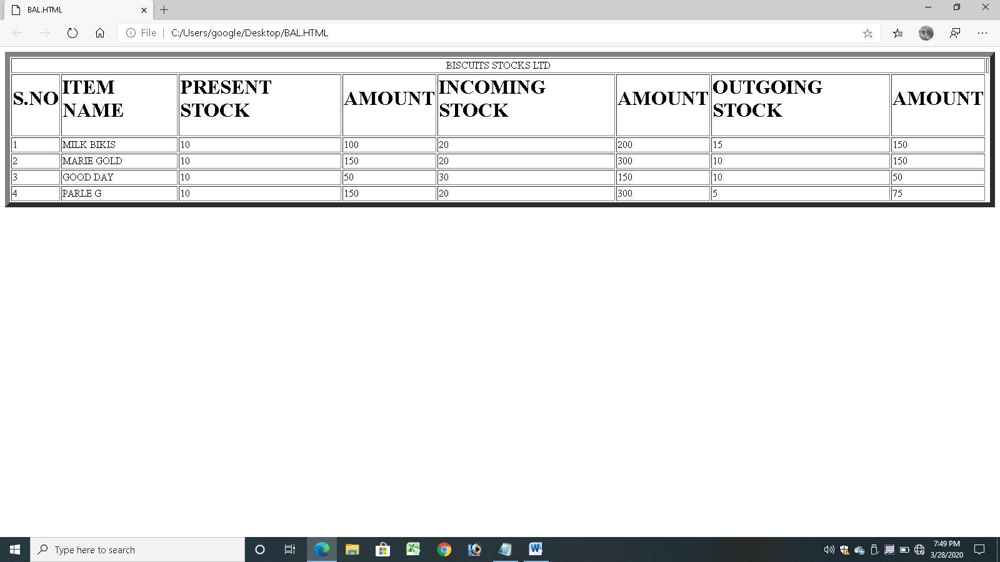 BAL.HTML
File | C:/Users/google/Desktop/BAL.HTML
BISCUITS STOCKS LTD
S.NO ITEM NAME PRESENT STOCK AMOUNT INCOMING STOCK AMOUNT OUTGOING STOCK AMOUNT
1 MILK BIKIS 10 100 20 200 15 150
2 MARIE GOLD 10 150 20 300 10 150
3 GOOD DAY 10 50 30 150 10 50
4 PARLE G 10 150 20 300 5 75
Type here to search
7:49 PM
3/28/2020